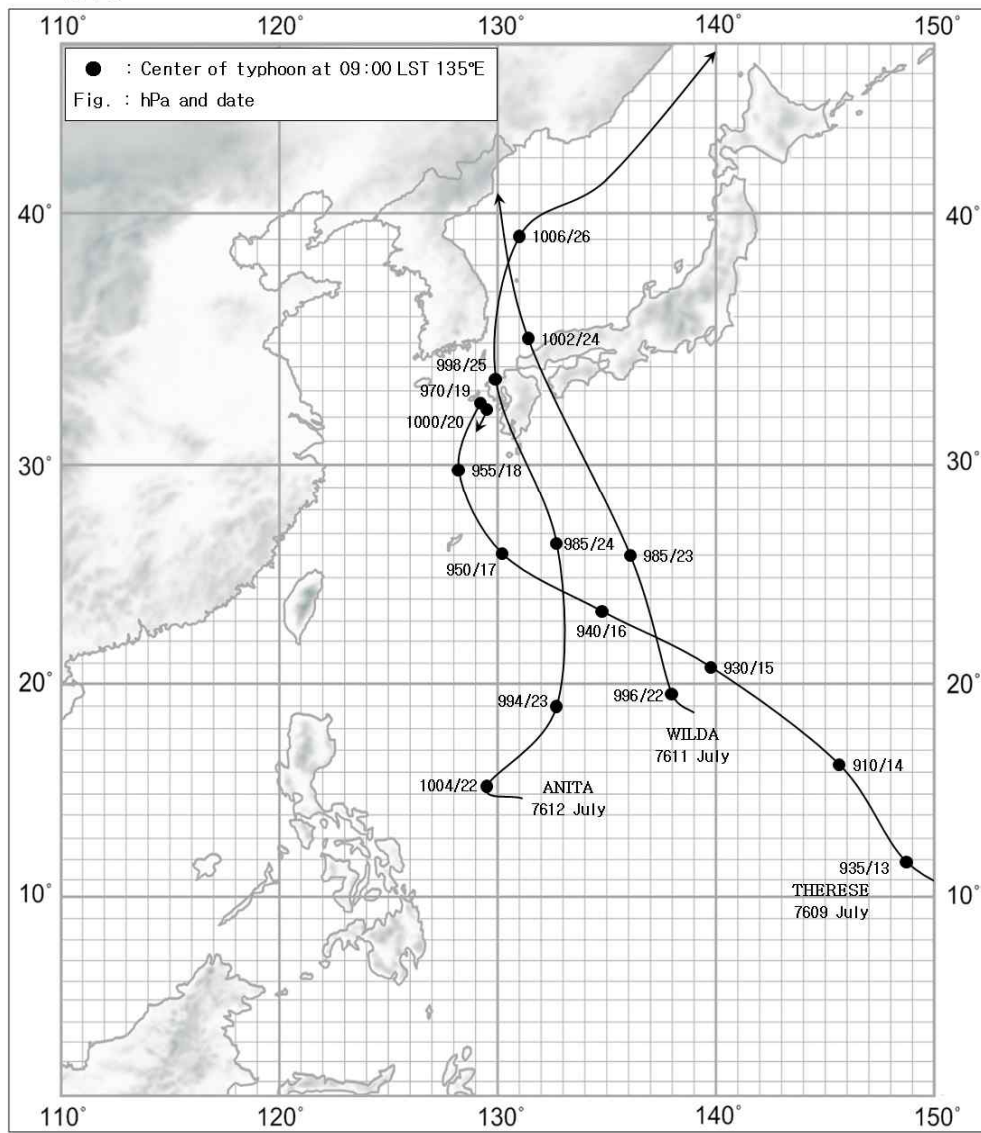 110° 120° 130° 140° 150°
● : Center of typhoon at 09:00 LST 135°E
Fig. : hPa and date
40° 40°
1006/26
1002/24
998/25
970/19
1000/20
30° 30°
955/18
985/24
985/23
950/17
940/16
930/15
20° 20°
994/23
996/22
WILDA
7611 July
910/14
1004/22
ANITA
7612 July
935/13
THERESE
7609 July
10° 10°
110° 120° 130° 140° 150°